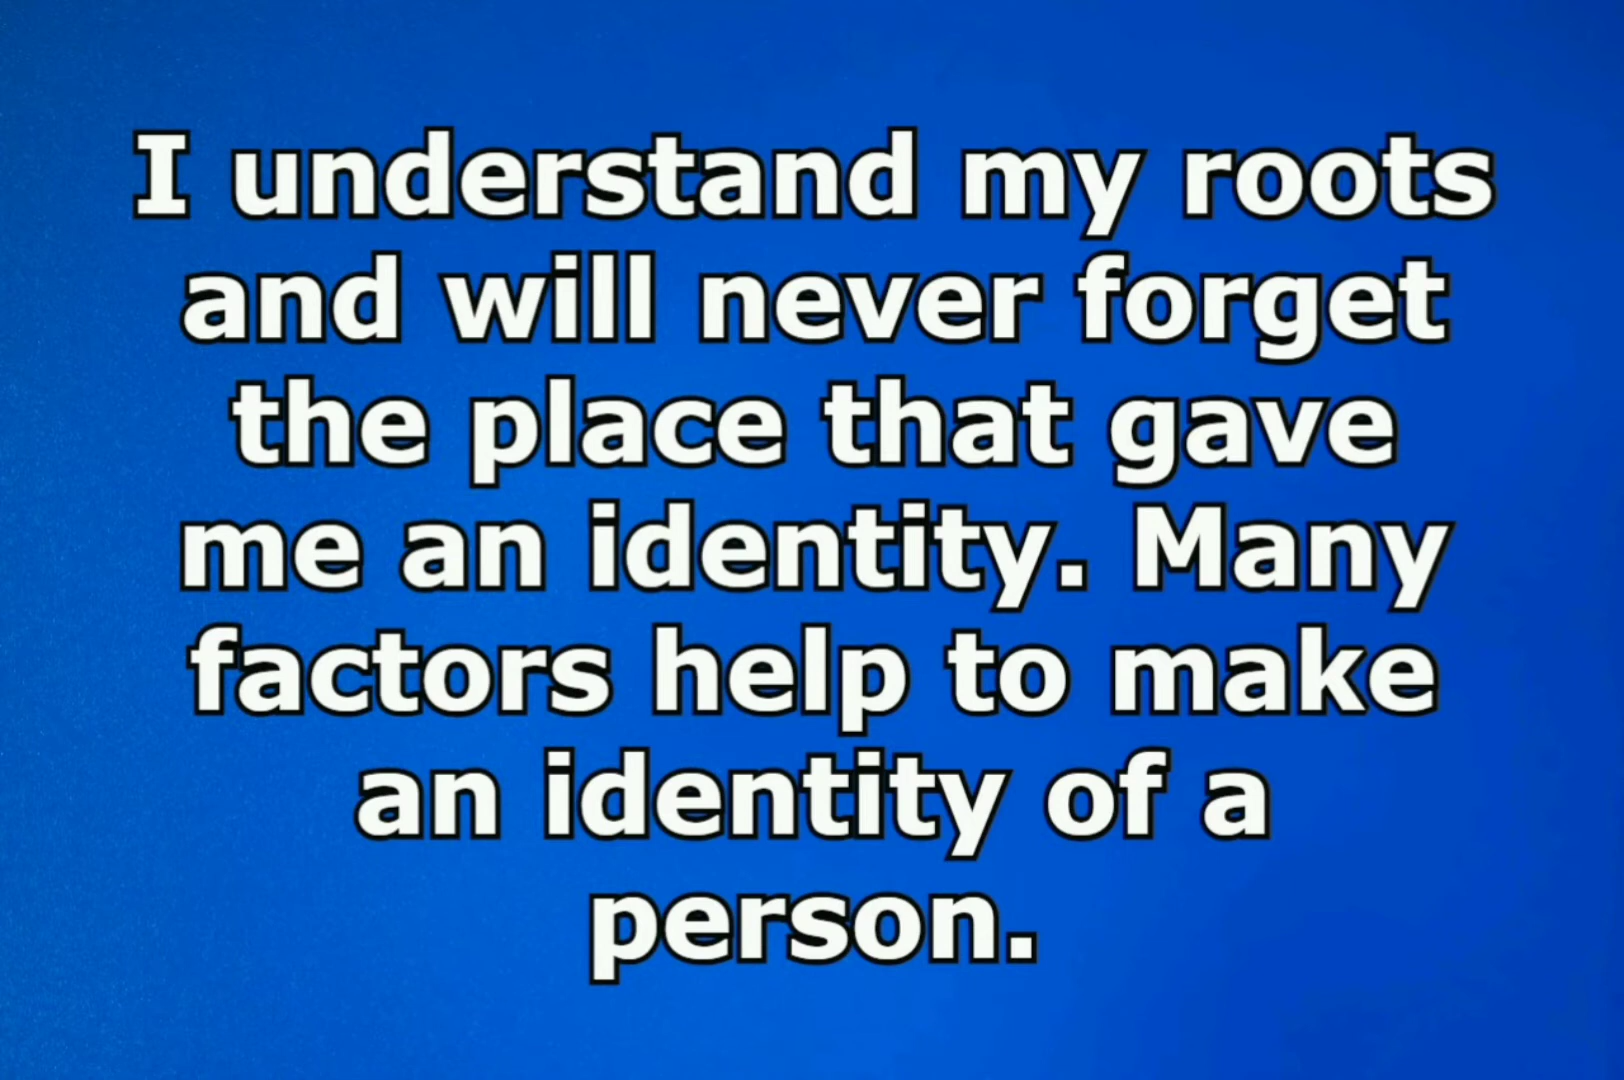 I understand my roots
and will never forget
the place that gave
me an identity. Many
factors help to make
an identity of a
person.